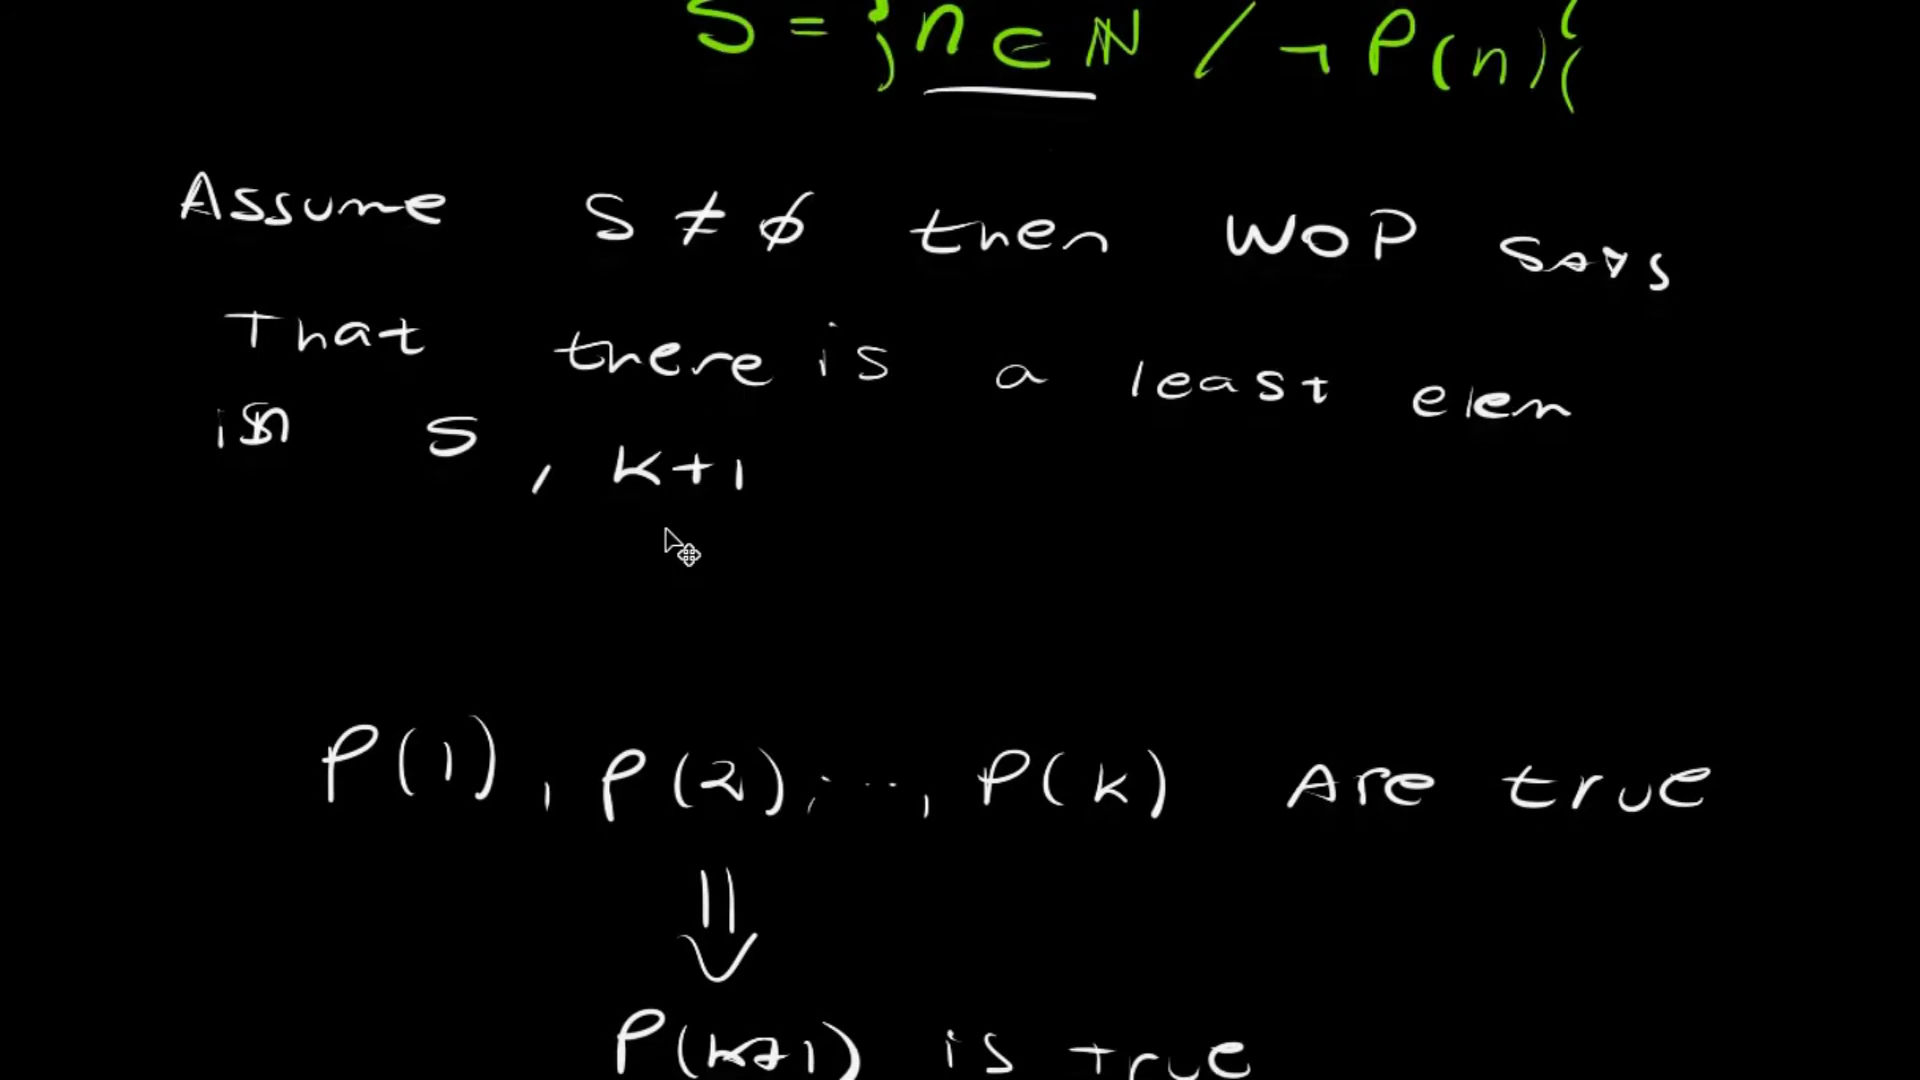 S = }n ∈ ℕ / ¬ P(n){
Assume S ≠ ∅ then WOP says
That there is a least elem
in S , k+1
P(1), P(2), ..., P(k) Are true
⇓
P(k+1) is true